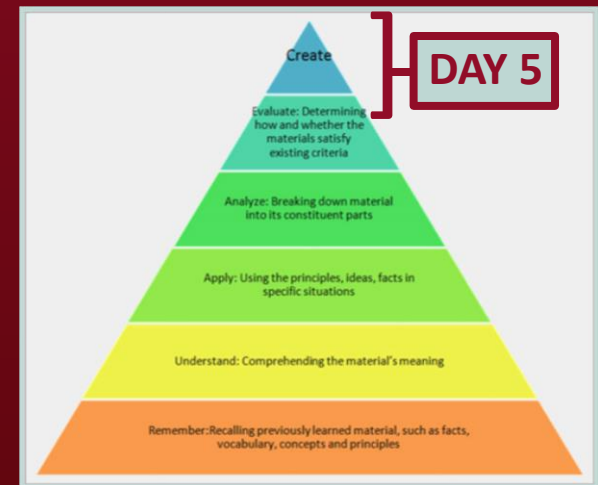 Create
DAY 5
Evaluate: Determining
how and whether the
materials satisfy
existing criteria
Analyze: Breaking down material
into its constituent parts
Apply: Using the principles, ideas, facts in
specific situations
Understand: Comprehending the material's meaning
Remember:Recalling previously learned material, such as facts,
vocabulary, concepts and principles